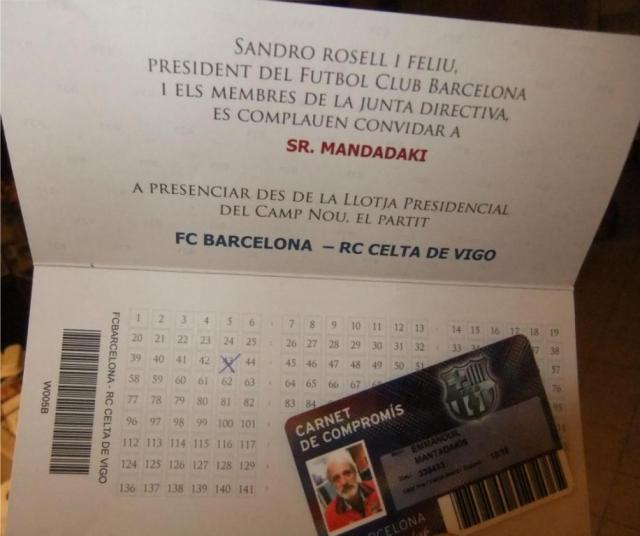 SANDRO ROSELL I FELIU,
PRESIDENT DEL FUTBOL CLUB BARCELONA
I ELS MEMBRES DE LA JUNTA DIRECTIVA,
ES COMPLAUEN CONVIDAR A
SR. MANDADAKI
A PRESENCIAR DES DE LA LLOTJA PRESIDENCIAL
DEL CAMP NOU, EL PARTIT
FC BARCELONA – RC CELTA DE VIGO
W005B
FCBARCELONA - RC CELTA DE VIGO
1 2 3 4 5 6 7 8 9 10 11 12 13 14 15 16 17 18 19
20 21 22 23 24 25 26 27 28 29 30 31 32 33 38
39 40 41 42 43 44 45 46 47 48 49 50 51
58 59 60 61 62 63 64 65 66 67 76
77 78 79 80 81 82 83 84
96 97 98 99 100 101
112 113 114 115 116 117
124 125 126 127 128 129
136 137 138 139 140 141
CARNET
DE COMPROMÍS
EMMANOUIL
MANTADAKIS